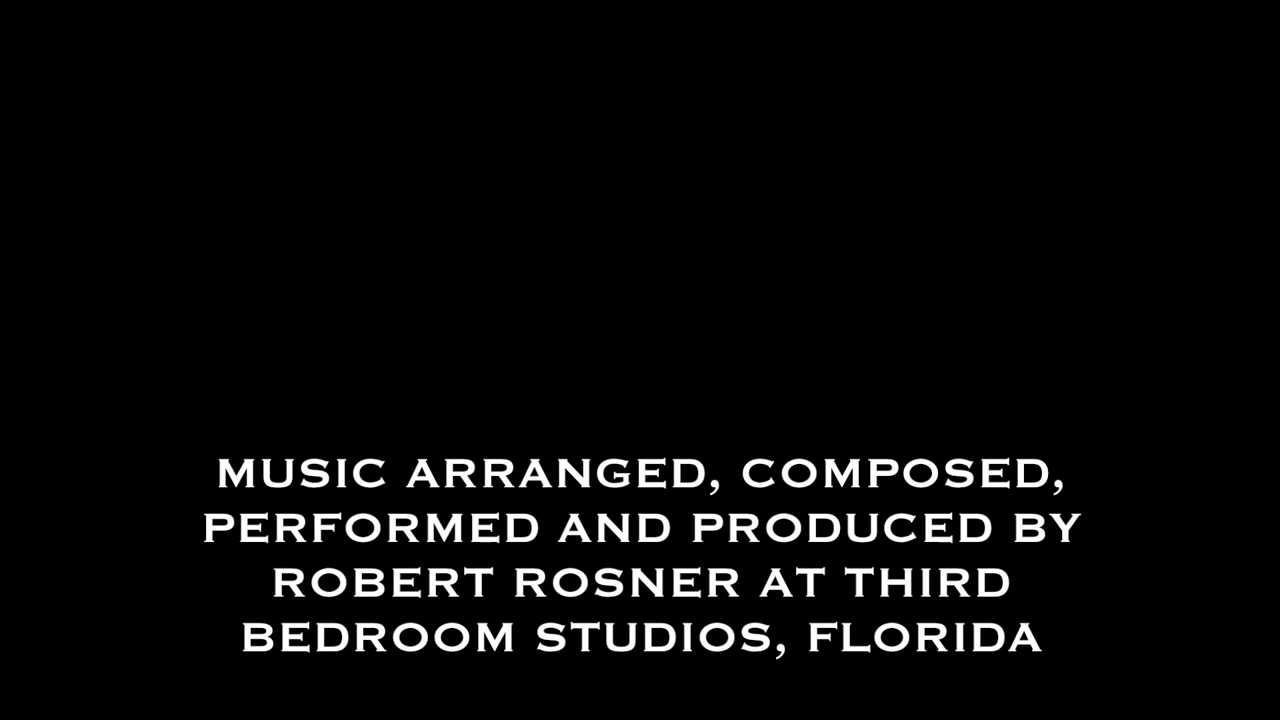 MUSIC ARRANGED, COMPOSED,
PERFORMED AND PRODUCED BY
ROBERT ROSNER AT THIRD
BEDROOM STUDIOS, FLORIDA